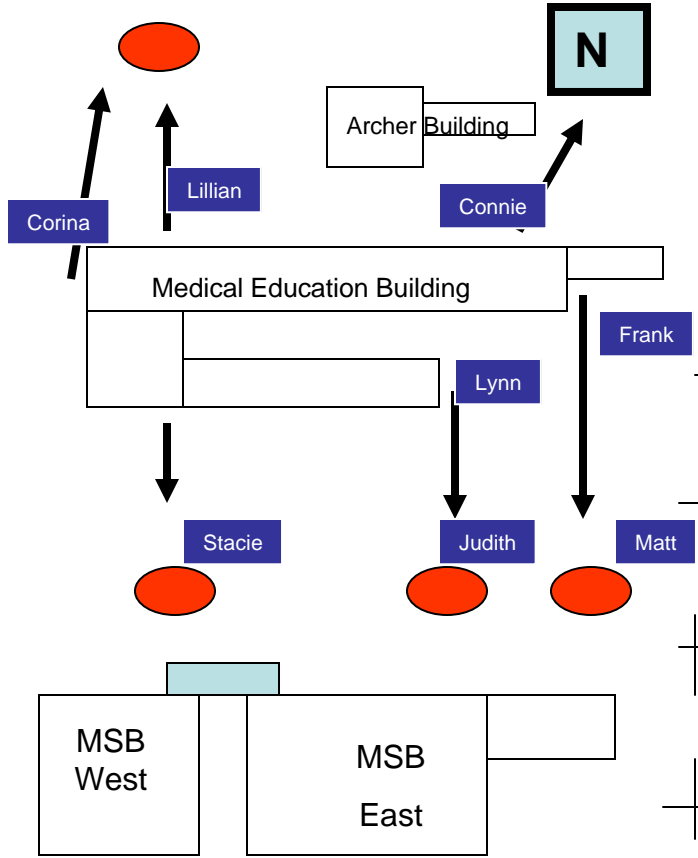 N
Archer Building
Lillian
Connie
Corina
Medical Education Building
Frank
Lynn
Stacie
Judith
Matt
MSB
West
MSB
East